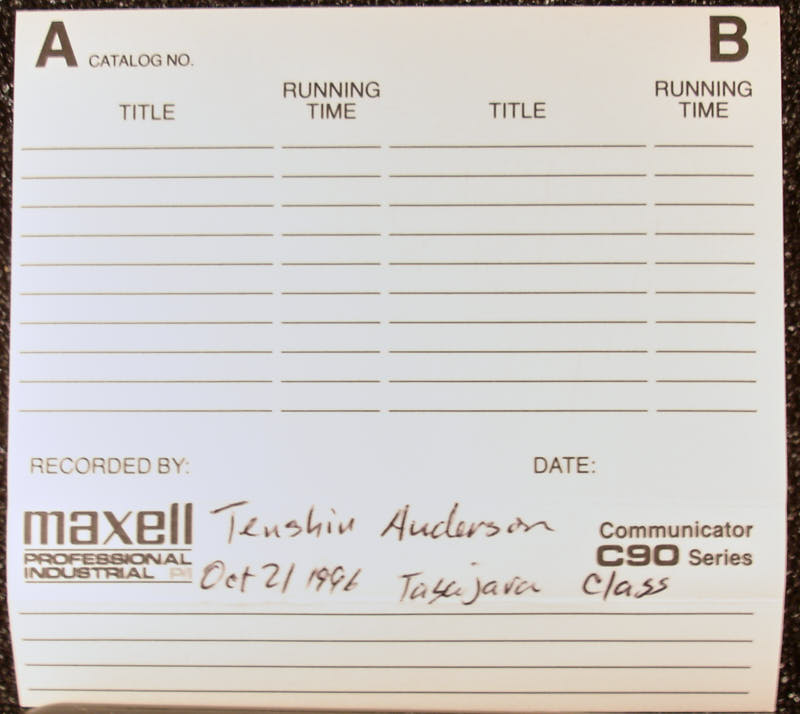 A CATALOG NO. B
TITLE RUNNING TIME TITLE RUNNING TIME
RECORDED BY: DATE:
maxell Tenshin Anderson Communicator
PROFESSIONAL C90 Series
INDUSTRIAL PI Oct 21 1996 Tassajara Class